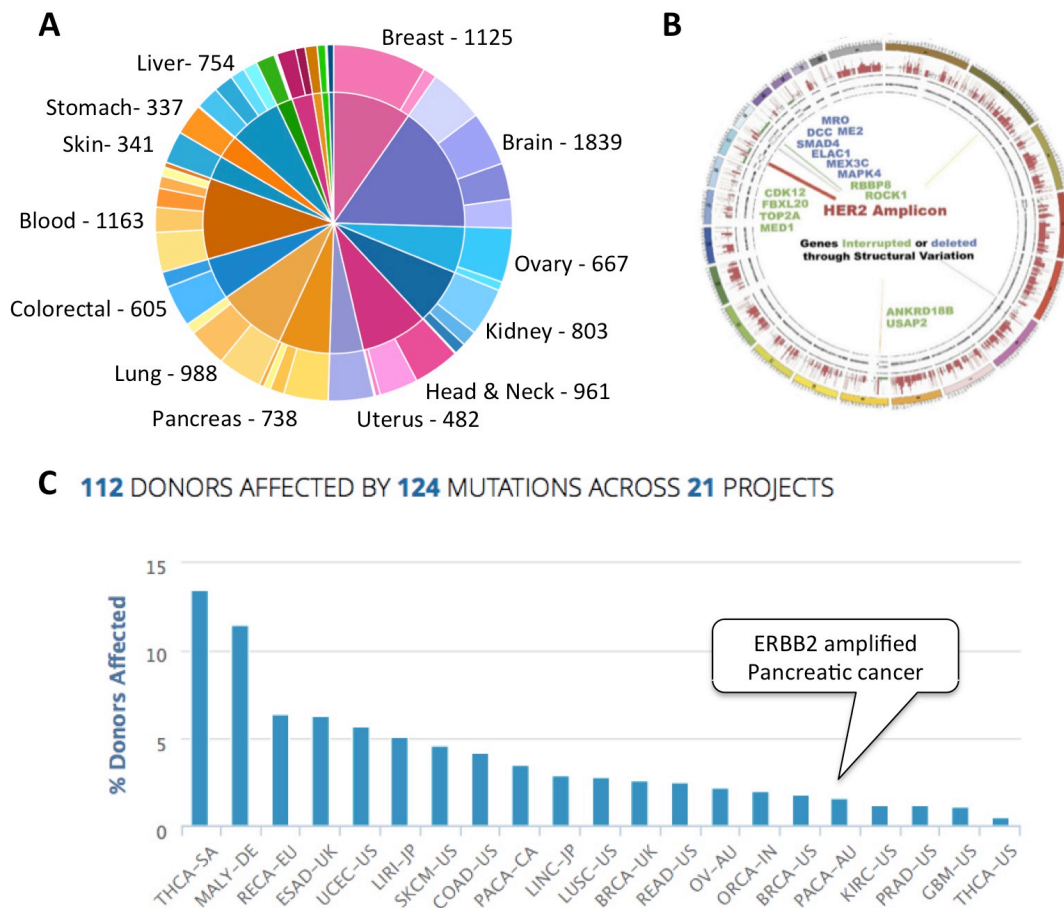 A
Breast - 1125
Brain - 1839
Ovary - 667
Kidney - 803
Head & Neck - 961
Uterus - 482
Pancreas - 738
Lung - 988
Colorectal - 605
Blood - 1163
Skin- 341
Stomach- 337
Liver- 754
B
MRO
DCC ME2
SMAD4
ELAC1
MEX3C
MAPK4
RBBP8
ROCK1
CDK12
FBXL20
TOP2A
MED1
HER2 Amplicon
Genes Interrupted or deleted
through Structural Variation
ANKRD18B
USAP2
C
112 DONORS AFFECTED BY 124 MUTATIONS ACROSS 21 PROJECTS
% Donors Affected
15
10
5
0
ERBB2 amplified
Pancreatic cancer
THCA-SA
MALY-DE
RECA-EU
ESAD-UK
UCEC-US
LIRI-JP
SKCM-US
COAD-US
PACA-CA
LINC-JP
LUSC-US
BRCA-UK
READ-US
OV-AU
ORCA-IN
BRCA-US
PACA-AU
KIRC-US
PRAD-US
GBM-US
THCA-US